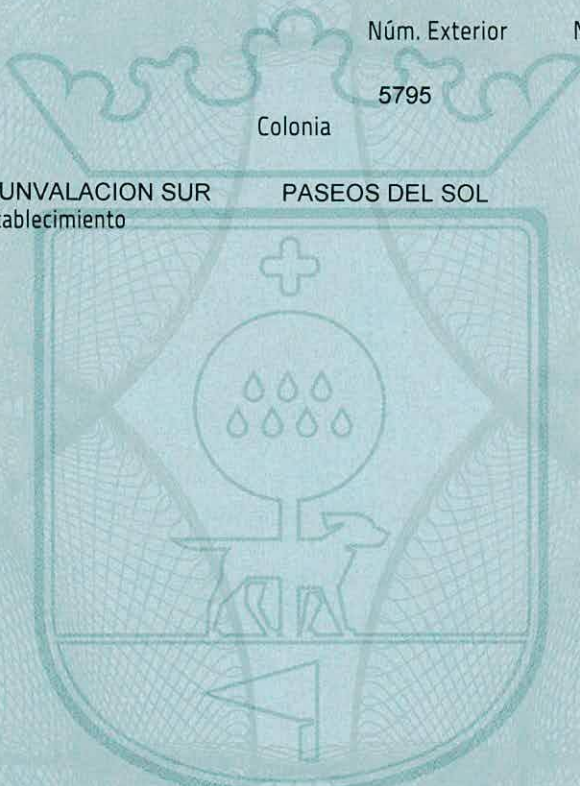 Núm. Exterior
5795
Colonia
UNVALACION SUR PASEOS DEL SOL
tablecimiento